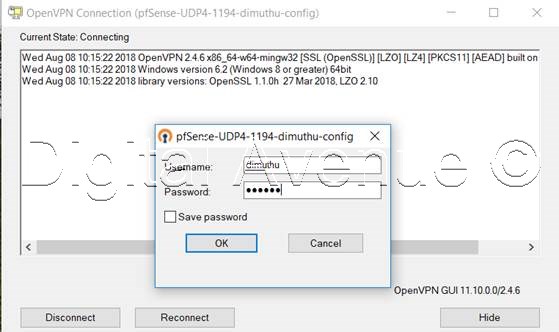 OpenVPN Connection (pfSense-UDP4-1194-dimuthu-config)
Current State: Connecting
Wed Aug 08 10:15:22 2018 OpenVPN 2.4.6 x86_64-w64-mingw32 [SSL (OpenSSL)] [LZO] [LZ4] [PKCS11] [AEAD] built on
Wed Aug 08 10:15:22 2018 Windows version 6.2 (Windows 8 or greater) 64bit
Wed Aug 08 10:15:22 2018 library versions: OpenSSL 1.1.0h 27 Mar 2018, LZO 2.10
pfSense-UDP4-1194-dimuthu-config
Username: dimuthu
Password: ●●●●●●
Save password
OK Cancel
Digital Avenue ©
OpenVPN GUI 11.10.0.0/2.4.6
Disconnect Reconnect Hide